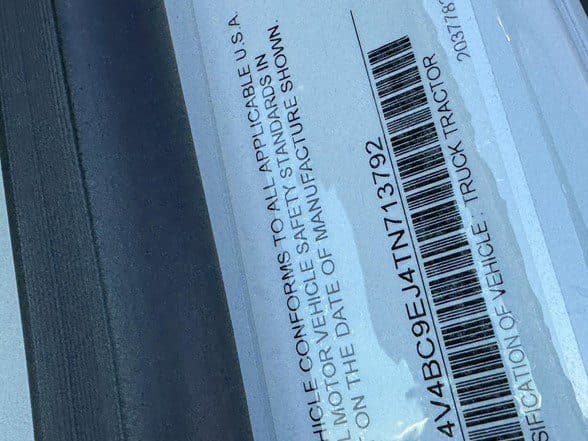 HICLE CONFORMS TO ALL APPLICABLE U.S.A.
L MOTOR VEHICLE SAFETY STANDARDS IN
ON THE DATE OF MANUFACTURE SHOWN.
4V4BC9EJ4TN713792
SIFICATION OF VEHICLE : TRUCK TRACTOR
203778